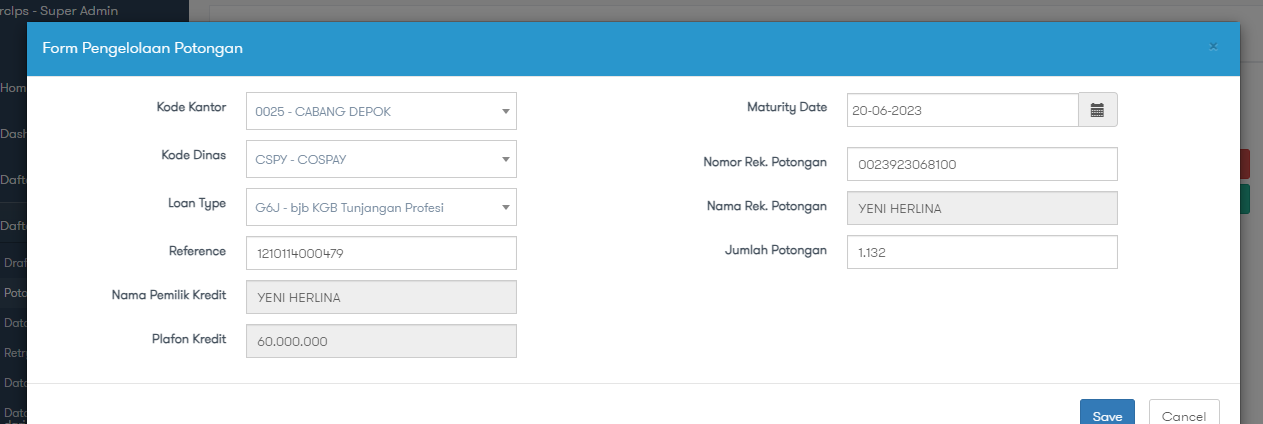 rclps - Super Admin
Form Pengelolaan Potongan
×
Hom
Dash
Dafte
Dafte
Draf
Poto
Data
Retr
Data
Data
Kode Kantor
0025 - CABANG DEPOK
Kode Dinas
CSPY - COSPAY
Loan Type
G6J - bjb KGB Tunjangan Profesi
Reference
1210114000479
Nama Pemilik Kredit
YENI HERLINA
Plafon Kredit
60.000.000
Maturity Date
20-06-2023
Nomor Rek. Potongan
0023923068100
Nama Rek. Potongan
YENI HERLINA
Jumlah Potongan
1.132
Save
Cancel